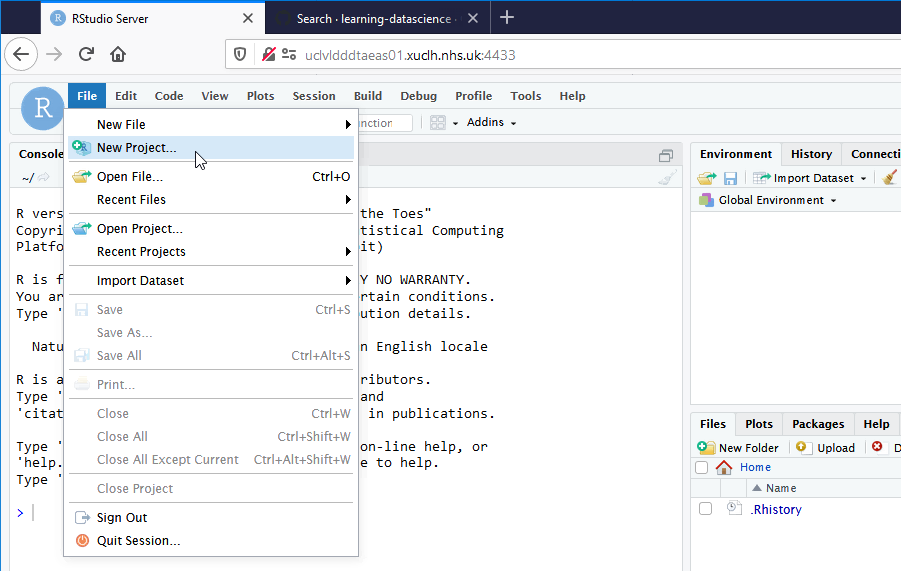 RStudio Server
Search · learning-datascience ·
uclvldddtaeas01.xuclh.nhs.uk:4433
R
File Edit Code View Plots Session Build Debug Profile Tools Help
Addins
New File
New Project...
Open File... Ctrl+O
Recent Files
Open Project...
Recent Projects
Import Dataset
Save Ctrl+S
Save As...
Save All Ctrl+Alt+S
Print...
Close Ctrl+W
Close All Ctrl+Shift+W
Close All Except Current Ctrl+Alt+Shift+W
Close Project
Sign Out
Quit Session...
Console
~/
R vers the Toes"
Copyri tistical Computing
Platfo it)
R is f Y NO WARRANTY.
You ar rtain conditions.
Type ' ution details.
Natu n English locale
R is a tributors.
Type ' and
'citat in publications.
Type ' on-line help, or
'help. e to help.
Type '
>
Environment History Connecti
Import Dataset
Global Environment
Files Plots Packages Help
New Folder Upload D
Home
Name
.Rhistory